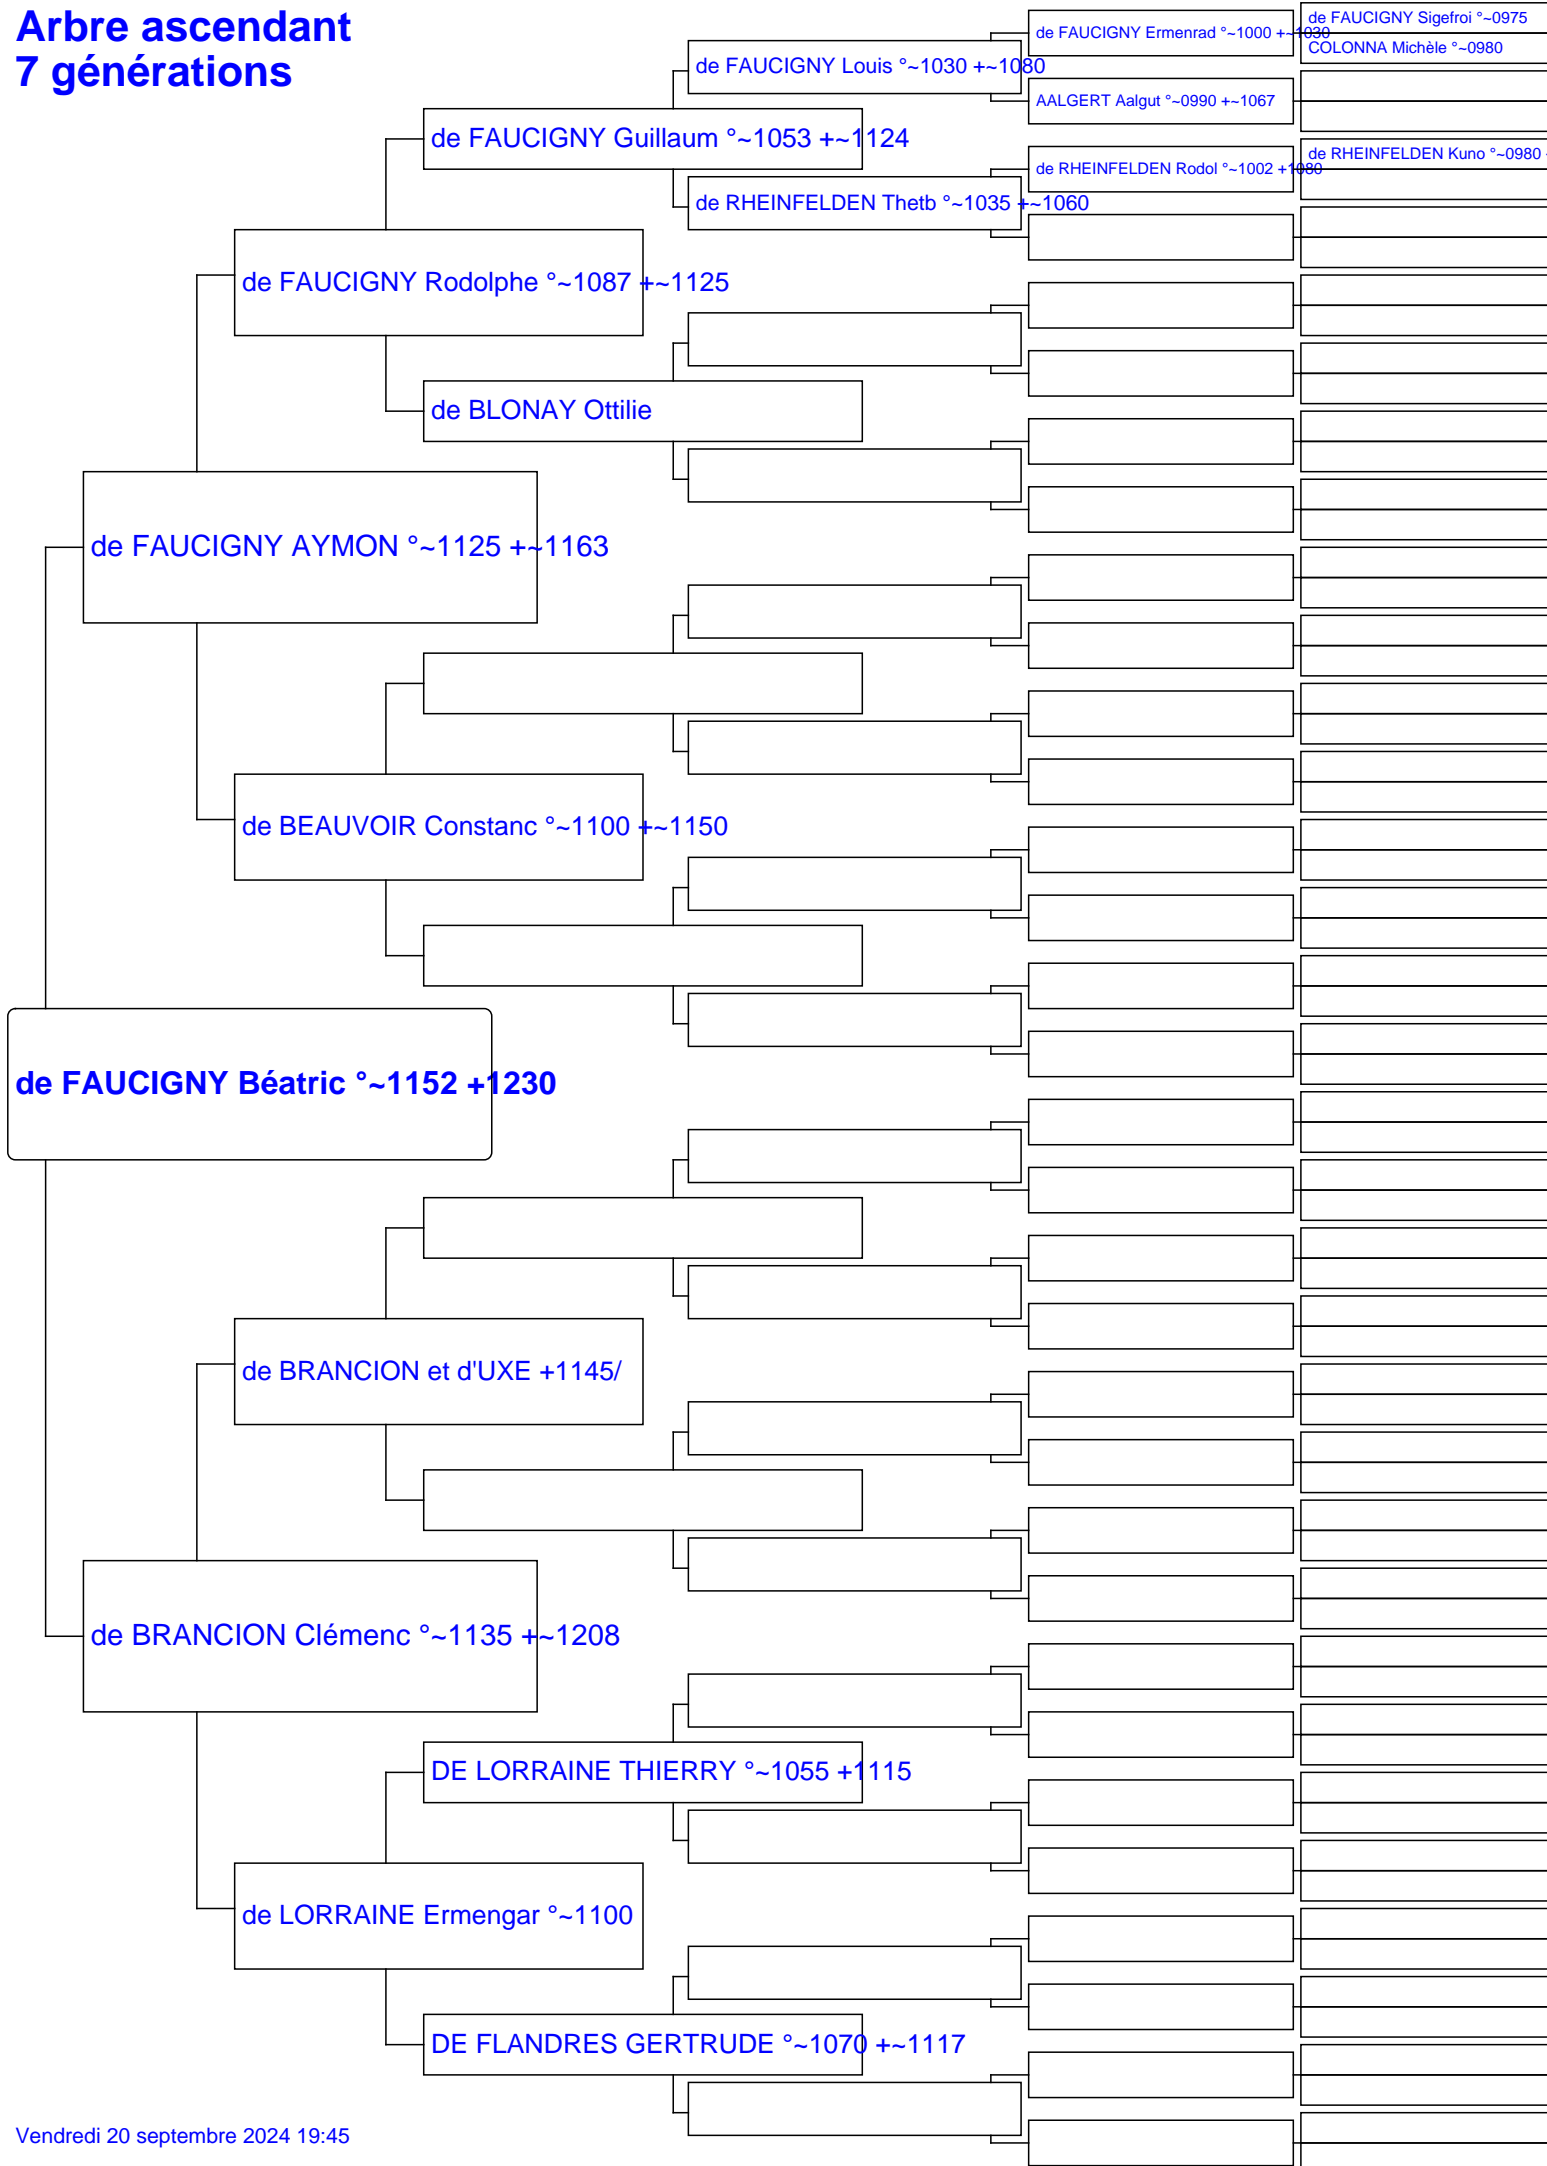 Arbre ascendant
7 générations
de FAUCIGNY Sigefroi °~0975
de FAUCIGNY Ermenrad °~1000 +~1030
COLONNA Michèle °~0980
de FAUCIGNY Louis °~1030 +~1080
AALGERT Aalgut °~0990 +~1067
de FAUCIGNY Guillaum °~1053 +~1124
de RHEINFELDEN Kuno °~0980
de RHEINFELDEN Rodol °~1002 +1080
de RHEINFELDEN Thetb °~1035 +~1060
de FAUCIGNY Rodolphe °~1087 +~1125
de BLONAY Ottilie
de FAUCIGNY AYMON °~1125 +~1163
de BEAUVOIR Constanc °~1100 +~1150
de FAUCIGNY Béatric °~1152 +1230
de BRANCION et d'UXE +1145/
de BRANCION Clémenc °~1135 +~1208
DE LORRAINE THIERRY °~1055 +1115
de LORRAINE Ermengar °~1100
DE FLANDRES GERTRUDE °~1070 +~1117
Vendredi 20 septembre 2024 19:45